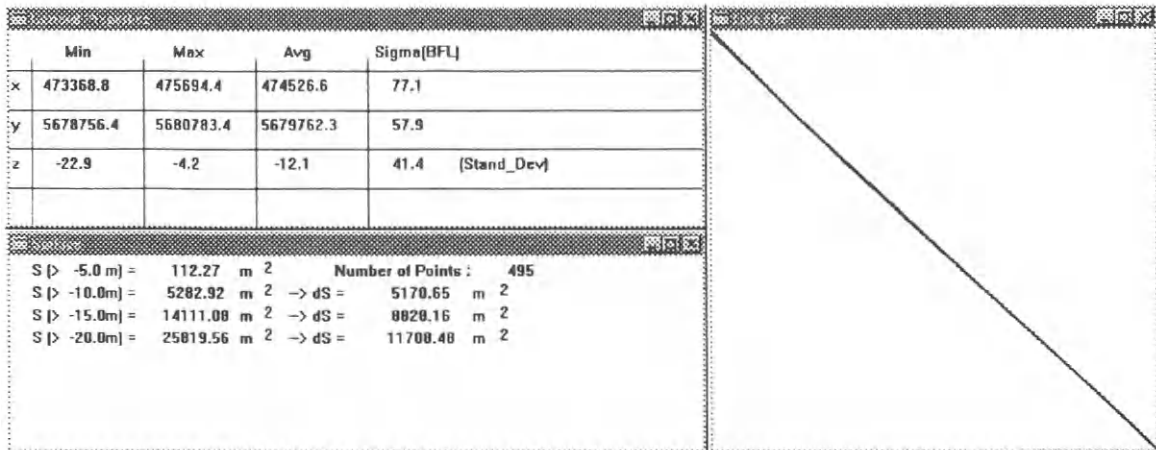 General Properties
Min Max Avg Sigma(BFL)
x 473368.8 475694.4 474526.6 77.1
y 5678756.4 5680783.4 5679762.3 57.9
z -22.9 -4.2 -12.1 41.4 (Stand_Dev)
S (> -5.0 m) = 112.27 m 2 Number of Points : 495
S (> -10.0m) = 5282.92 m 2 -> dS = 5170.65 m 2
S (> -15.0m) = 14111.08 m 2 -> dS = 8828.16 m 2
S (> -20.0m) = 25819.56 m 2 -> dS = 11708.48 m 2